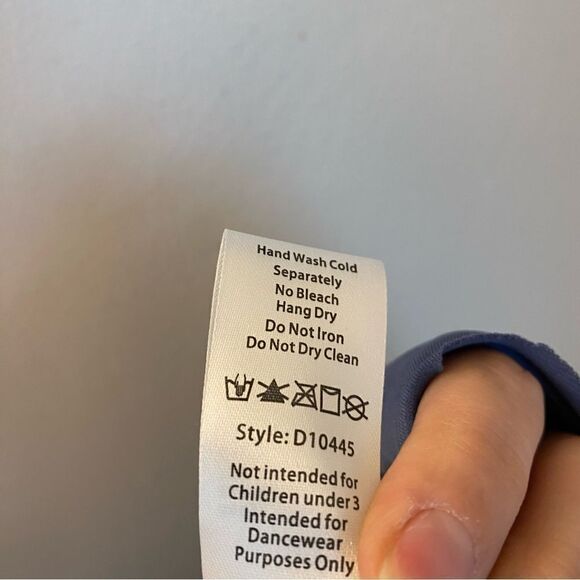 Hand Wash Cold
Separately
No Bleach
Hang Dry
Do Not Iron
Do Not Dry Clean
Style: D10445
Not intended for
Children under 3
Intended for
Dancewear
Purposes Only